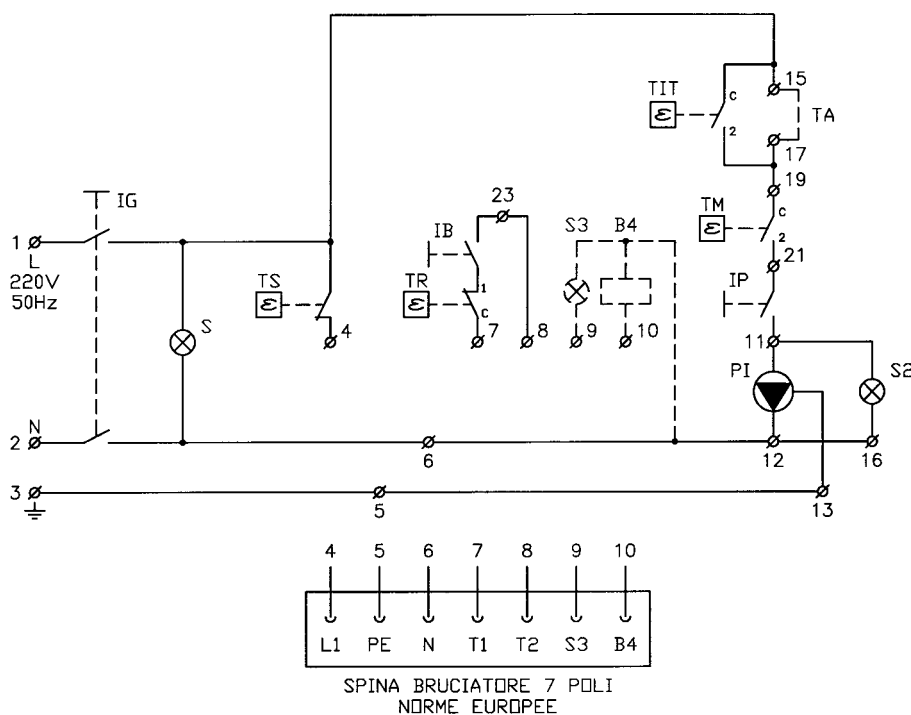 15
TIT
C
TA
2
17
IG
23
19
TM
C
S3
B4
2
1
IB
21
L
220V
50Hz
TS
TR
1
IP
C
S
4
7
8
9
10
11
PI
S2
N
2
6
12
16
3
5
13
4 5 6 7 8 9 10
L1 PE N T1 T2 S3 B4
SPINA BRUCIATORE 7 POLI
NORME EUROPEE